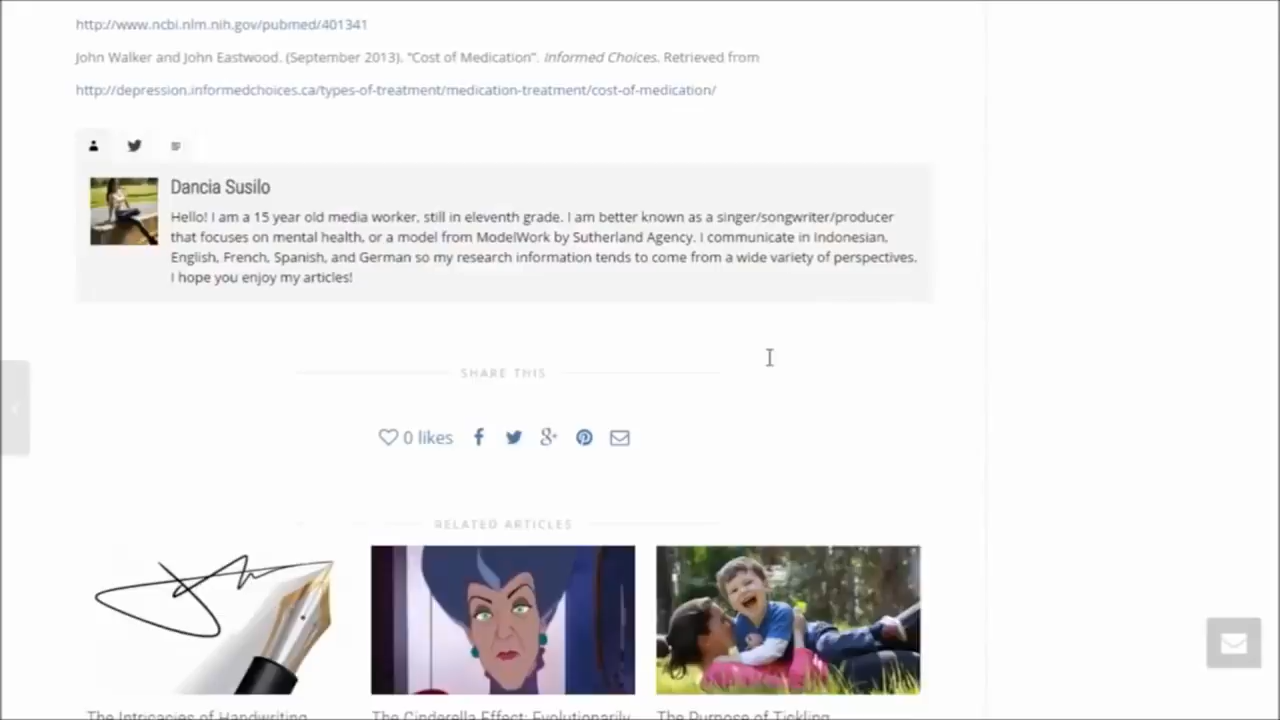 http://www.ncbi.nlm.nih.gov/pubmed/401341
John Walker and John Eastwood. (September 2013). "Cost of Medication". Informed Choices. Retrieved from
http://depression.informedchoices.ca/types-of-treatment/medication-treatment/cost-of-medication/
Dancia Susilo
Hello! I am a 15 year old media worker, still in eleventh grade. I am better known as a singer/songwriter/producer
that focuses on mental health, or a model from ModelWork by Sutherland Agency. I communicate in Indonesian,
English, French, Spanish, and German so my research information tends to come from a wide variety of perspectives.
I hope you enjoy my articles!
SHARE THIS
0 likes
RELATED ARTICLES
The Intricacies of Handwriting
The Cinderella Effect: Evolutionarily
The Purpose of Tickling